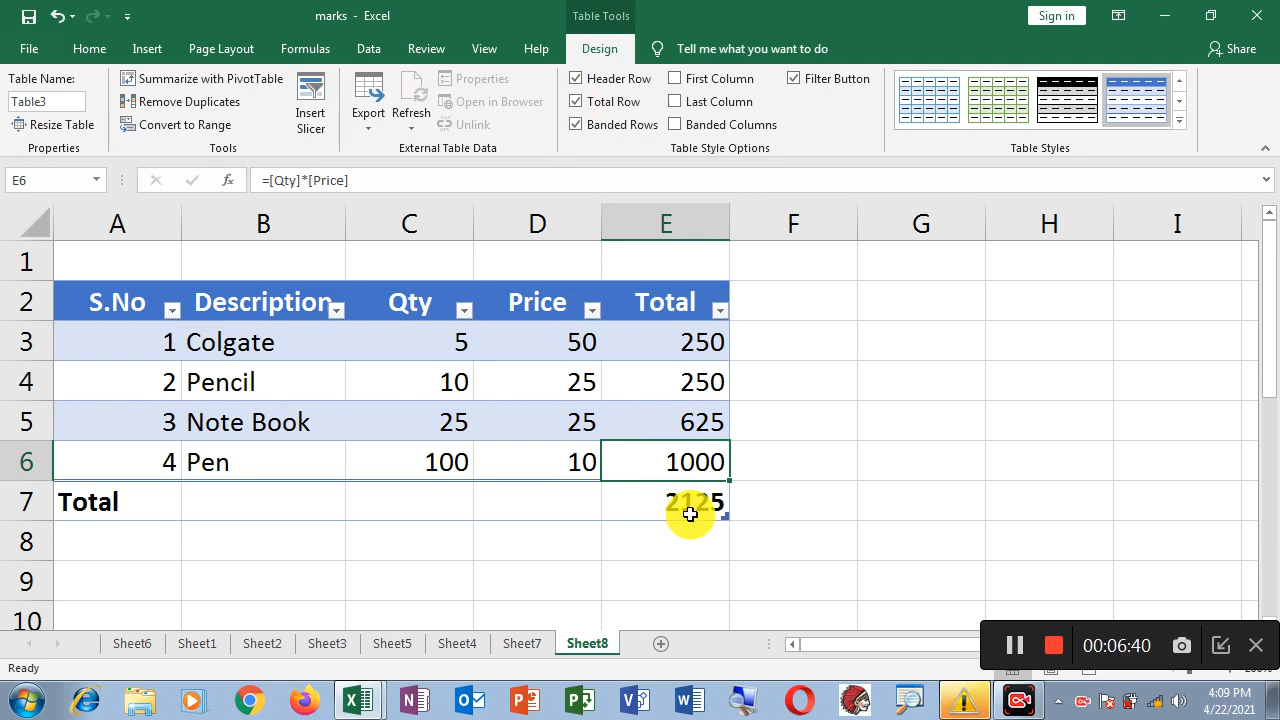 marks - Excel
Table Tools
Sign in
File Home Insert Page Layout Formulas Data Review View Help Design Tell me what you want to do Share
Table Name:
Table3
Resize Table
Properties
Summarize with PivotTable
Remove Duplicates
Convert to Range
Insert
Slicer
Tools
Export
Refresh
Properties
Open in Browser
Unlink
External Table Data
Header Row
Total Row
Banded Rows
First Column
Last Column
Banded Columns
Filter Button
Table Style Options
Table Styles
E6
fx
=[Qty]*[Price]
A B C D E F G H I
1
2 S.No Description Qty Price Total
3 1 Colgate 5 50 250
4 2 Pencil 10 25 250
5 3 Note Book 25 25 625
6 4 Pen 100 10 1000
7 Total 2125
8
9
10
Sheet6 Sheet1 Sheet2 Sheet3 Sheet5 Sheet4 Sheet7 Sheet8
00:06:40
Ready
4:09 PM
4/22/2021